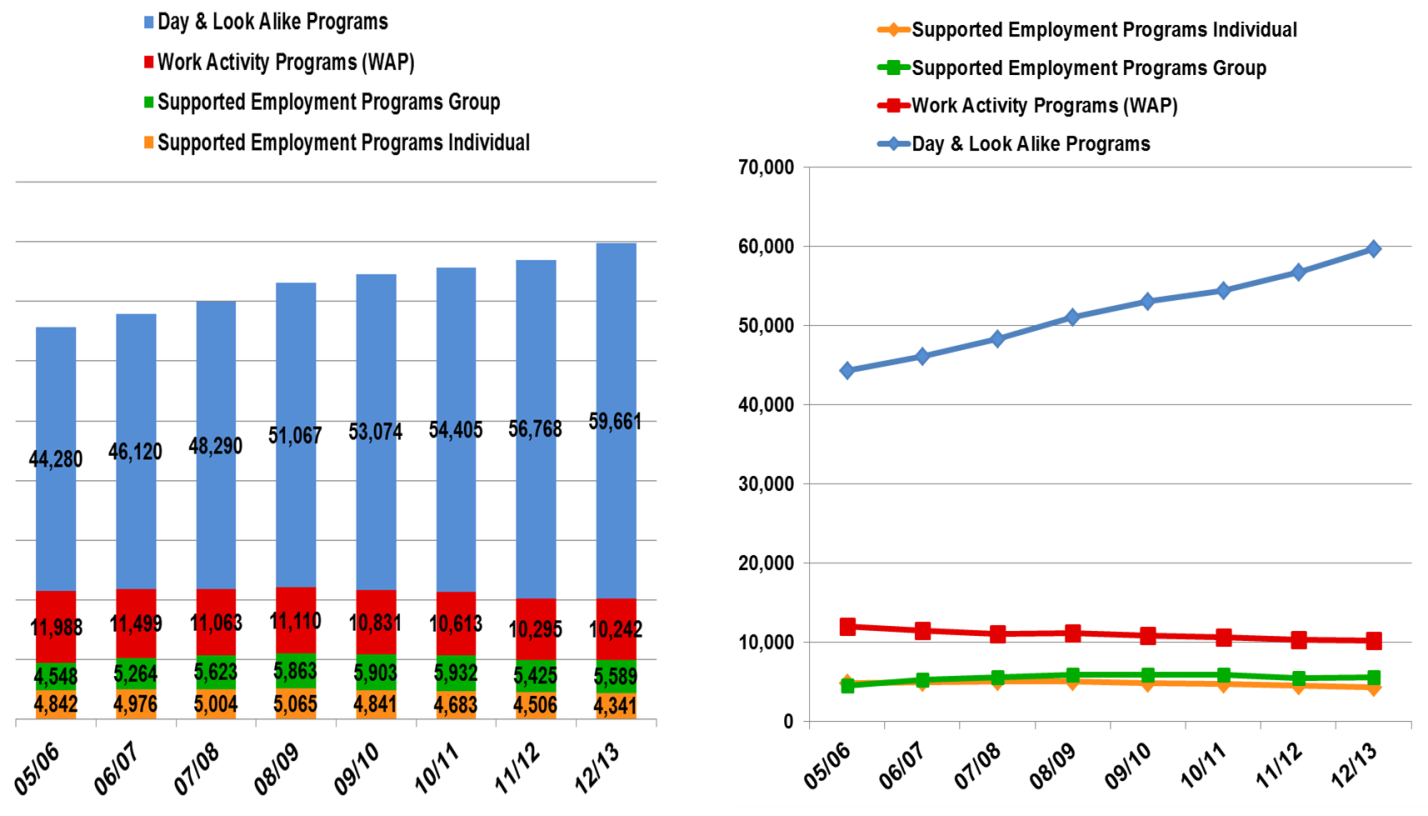 Day & Look Alike Programs
Work Activity Programs (WAP)
Supported Employment Programs Group
Supported Employment Programs Individual
44,280 46,120 48,290 51,067 53,074 54,405 56,768 59,661
11,988 11,499 11,063 11,110 10,831 10,613 10,295 10,242
4,548 5,264 5,623 5,863 5,903 5,932 5,425 5,589
4,842 4,976 5,004 5,065 4,841 4,683 4,506 4,341
05/06 06/07 07/08 08/09 09/10 10/11 11/12 12/13
Supported Employment Programs Individual
Supported Employment Programs Group
Work Activity Programs (WAP)
Day & Look Alike Programs
70,000
60,000
50,000
40,000
30,000
20,000
10,000
0
05/06 06/07 07/08 08/09 09/10 10/11 11/12 12/13